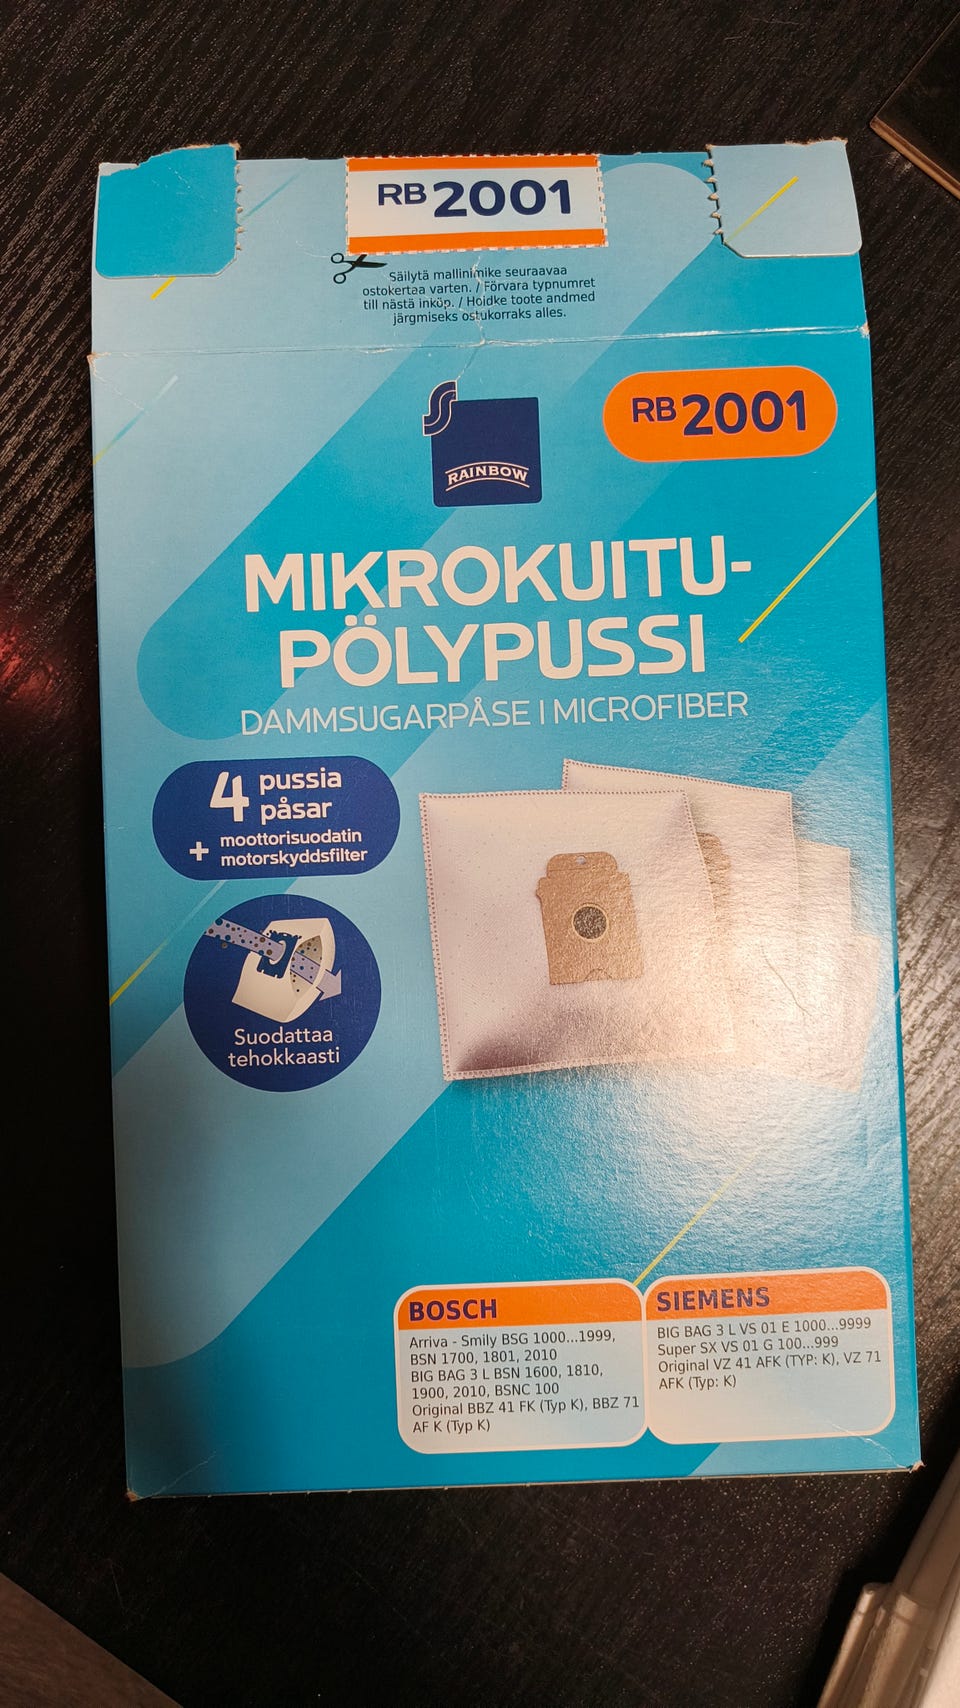 RB 2001
Säilytä mallinimike seuraavaa
ostokertaa varten. / Förvara typnumret
till nästa inköp. / Hoidke toote andmed
järgmiseks ostukorraks alles.
RAINBOW
RB 2001
MIKROKUITU-
PÖLYPUSSI
DAMMSUGARPÅSE I MICROFIBER
4 pussia
påsar
+ moottorisuodatin
motorskyddsfilter
Suodattaa
tehokkaasti
BOSCH
Arriva - Smily BSG 1000...1999,
BSN 1700, 1801, 2010
BIG BAG 3 L BSN 1600, 1810,
1900, 2010, BSNC 100
Original BBZ 41 FK (Typ K), BBZ 71
AF K (Typ K)
SIEMENS
BIG BAG 3 L VS 01 E 1000...9999
Super SX VS 01 G 100...999
Original VZ 41 AFK (TYP: K), VZ 71
AFK (Typ: K)